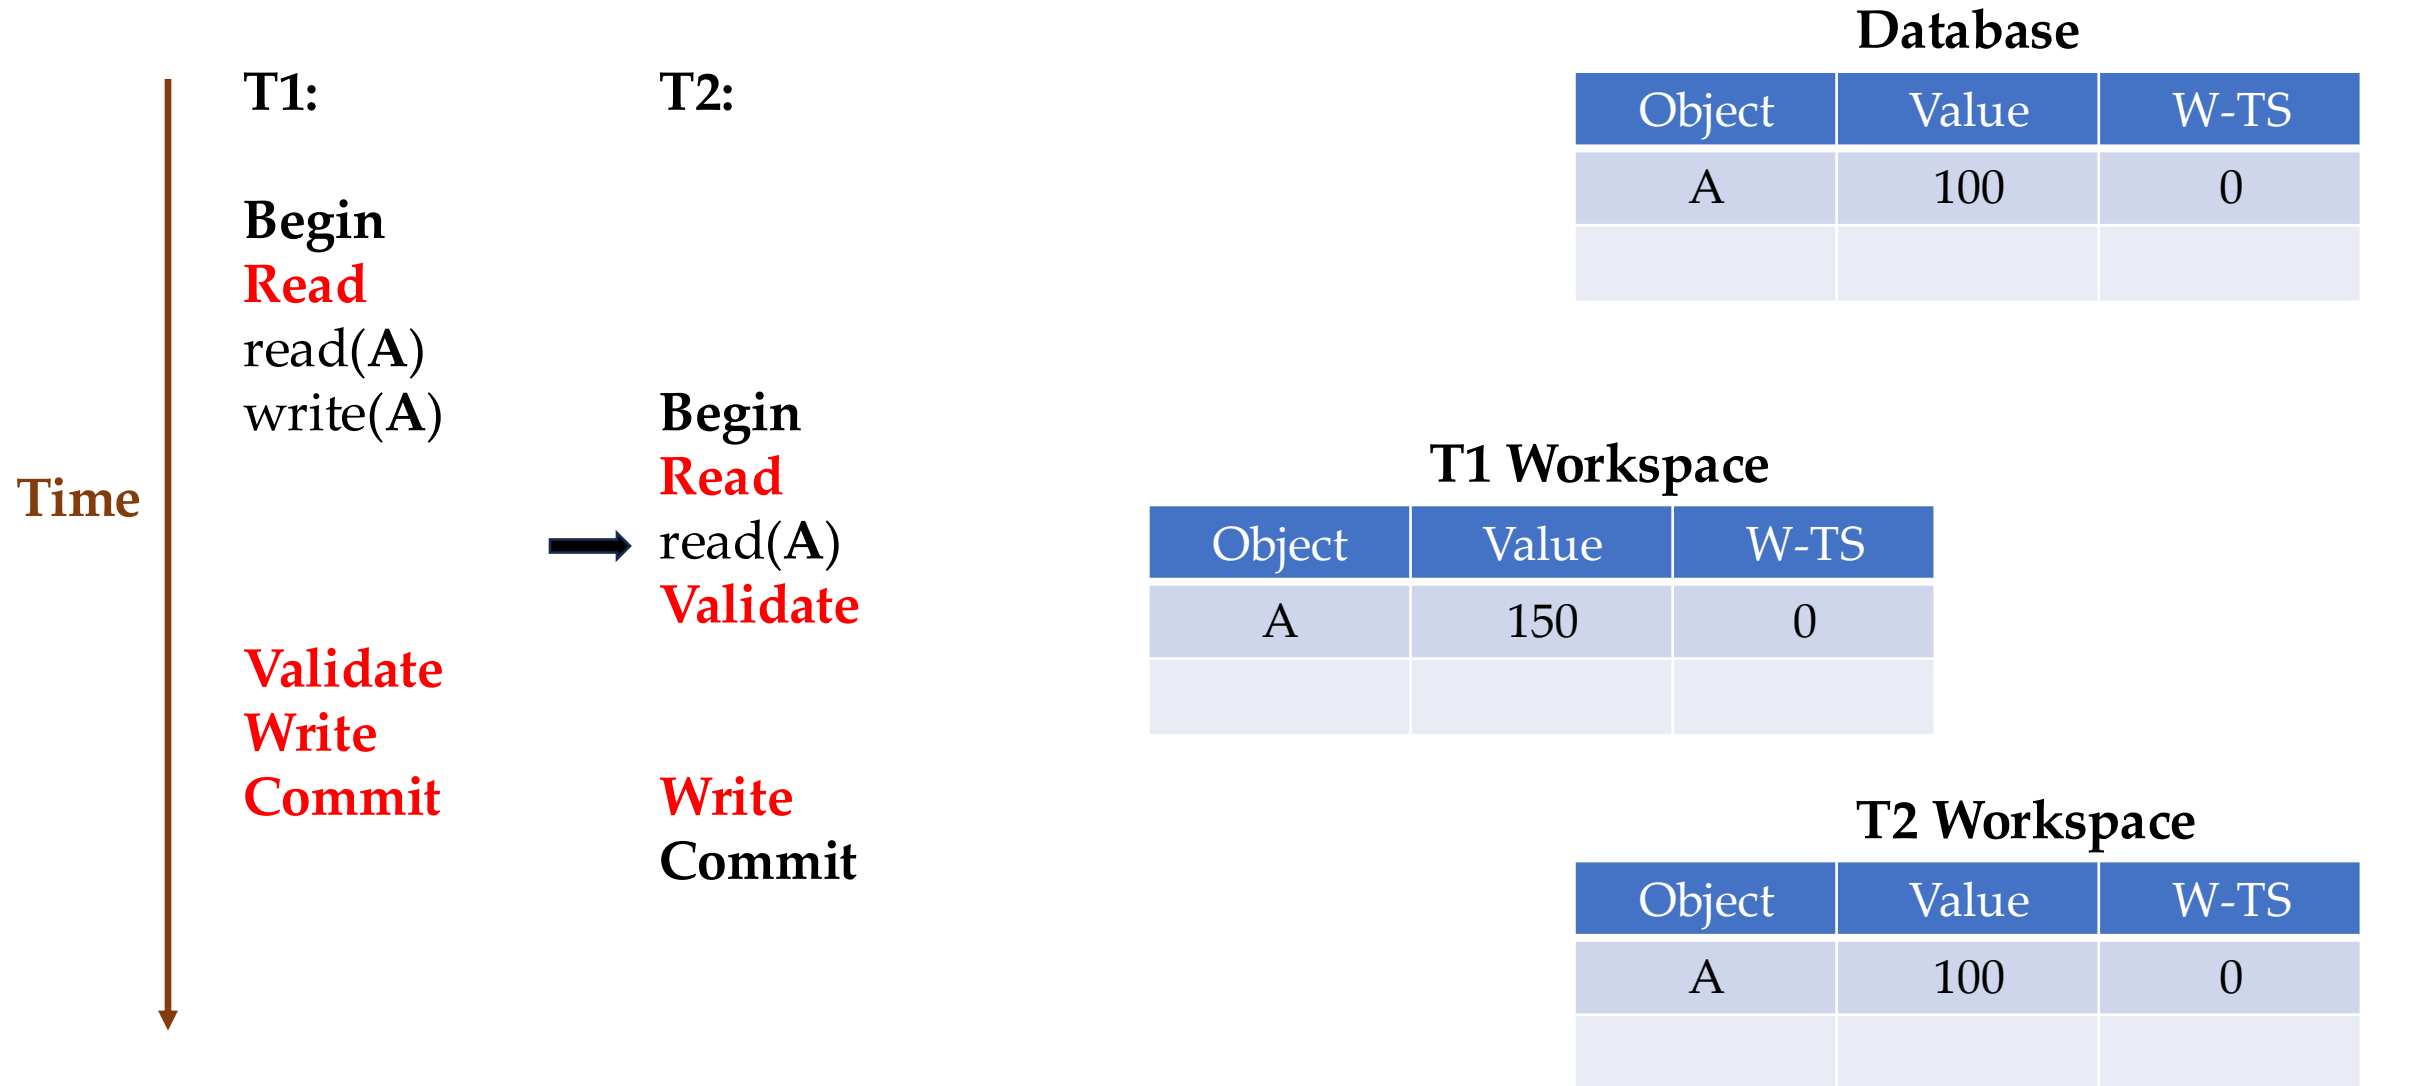 T1:
Begin
Read
read(A)
write(A)
Validate
Write
Commit
T2:
Begin
Read
read(A)
Validate
Write
Commit
Time
Database
Object Value W-TS
A 100 0
T1 Workspace
Object Value W-TS
A 150 0
T2 Workspace
Object Value W-TS
A 100 0